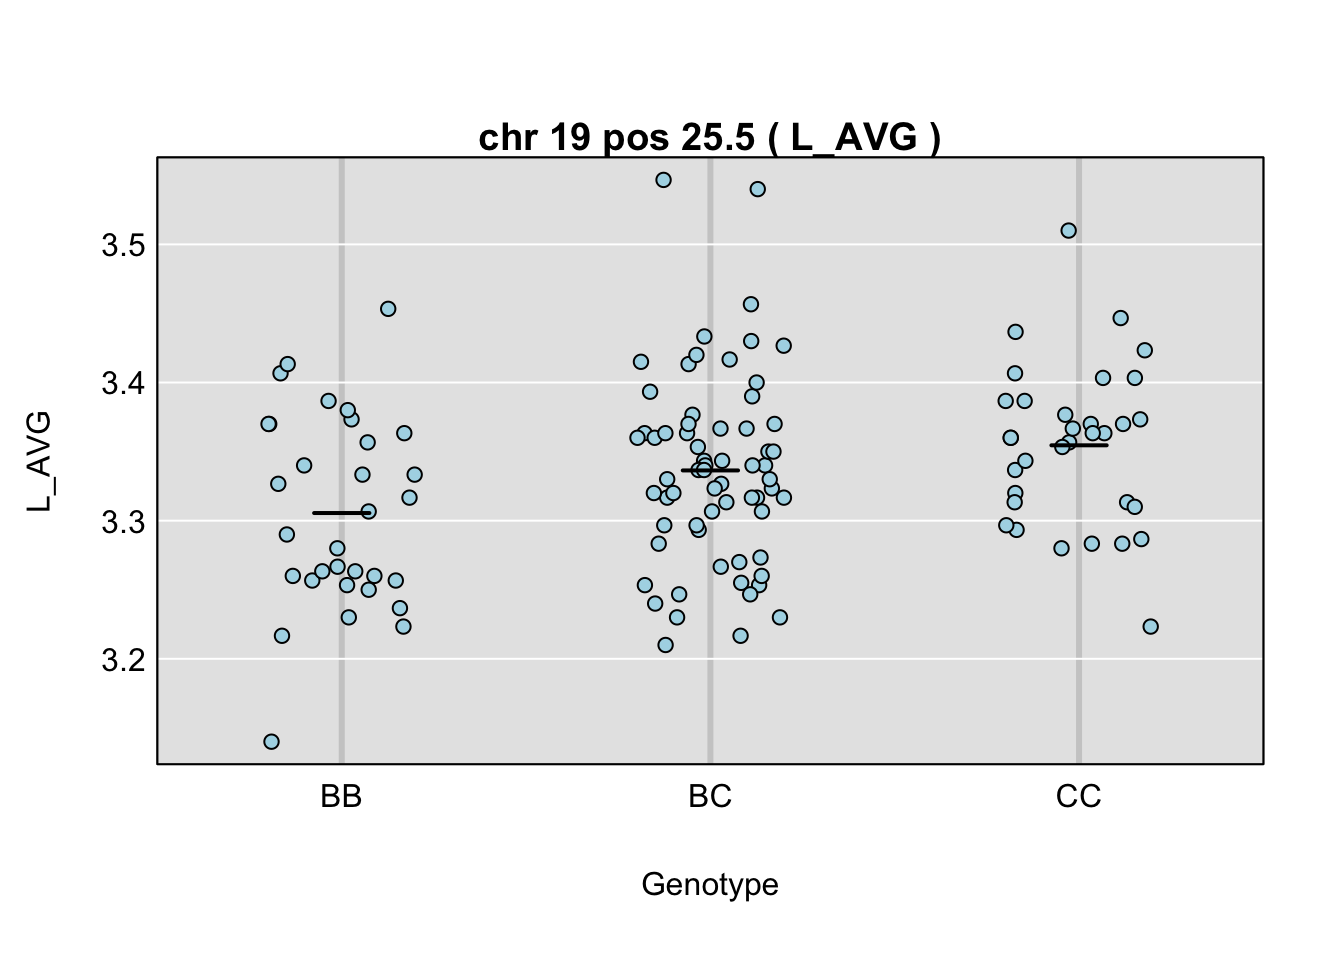 chr 19 pos 25.5 ( L_AVG )
L_AVG
3.5
3.4
3.3
3.2
BB BC CC
Genotype